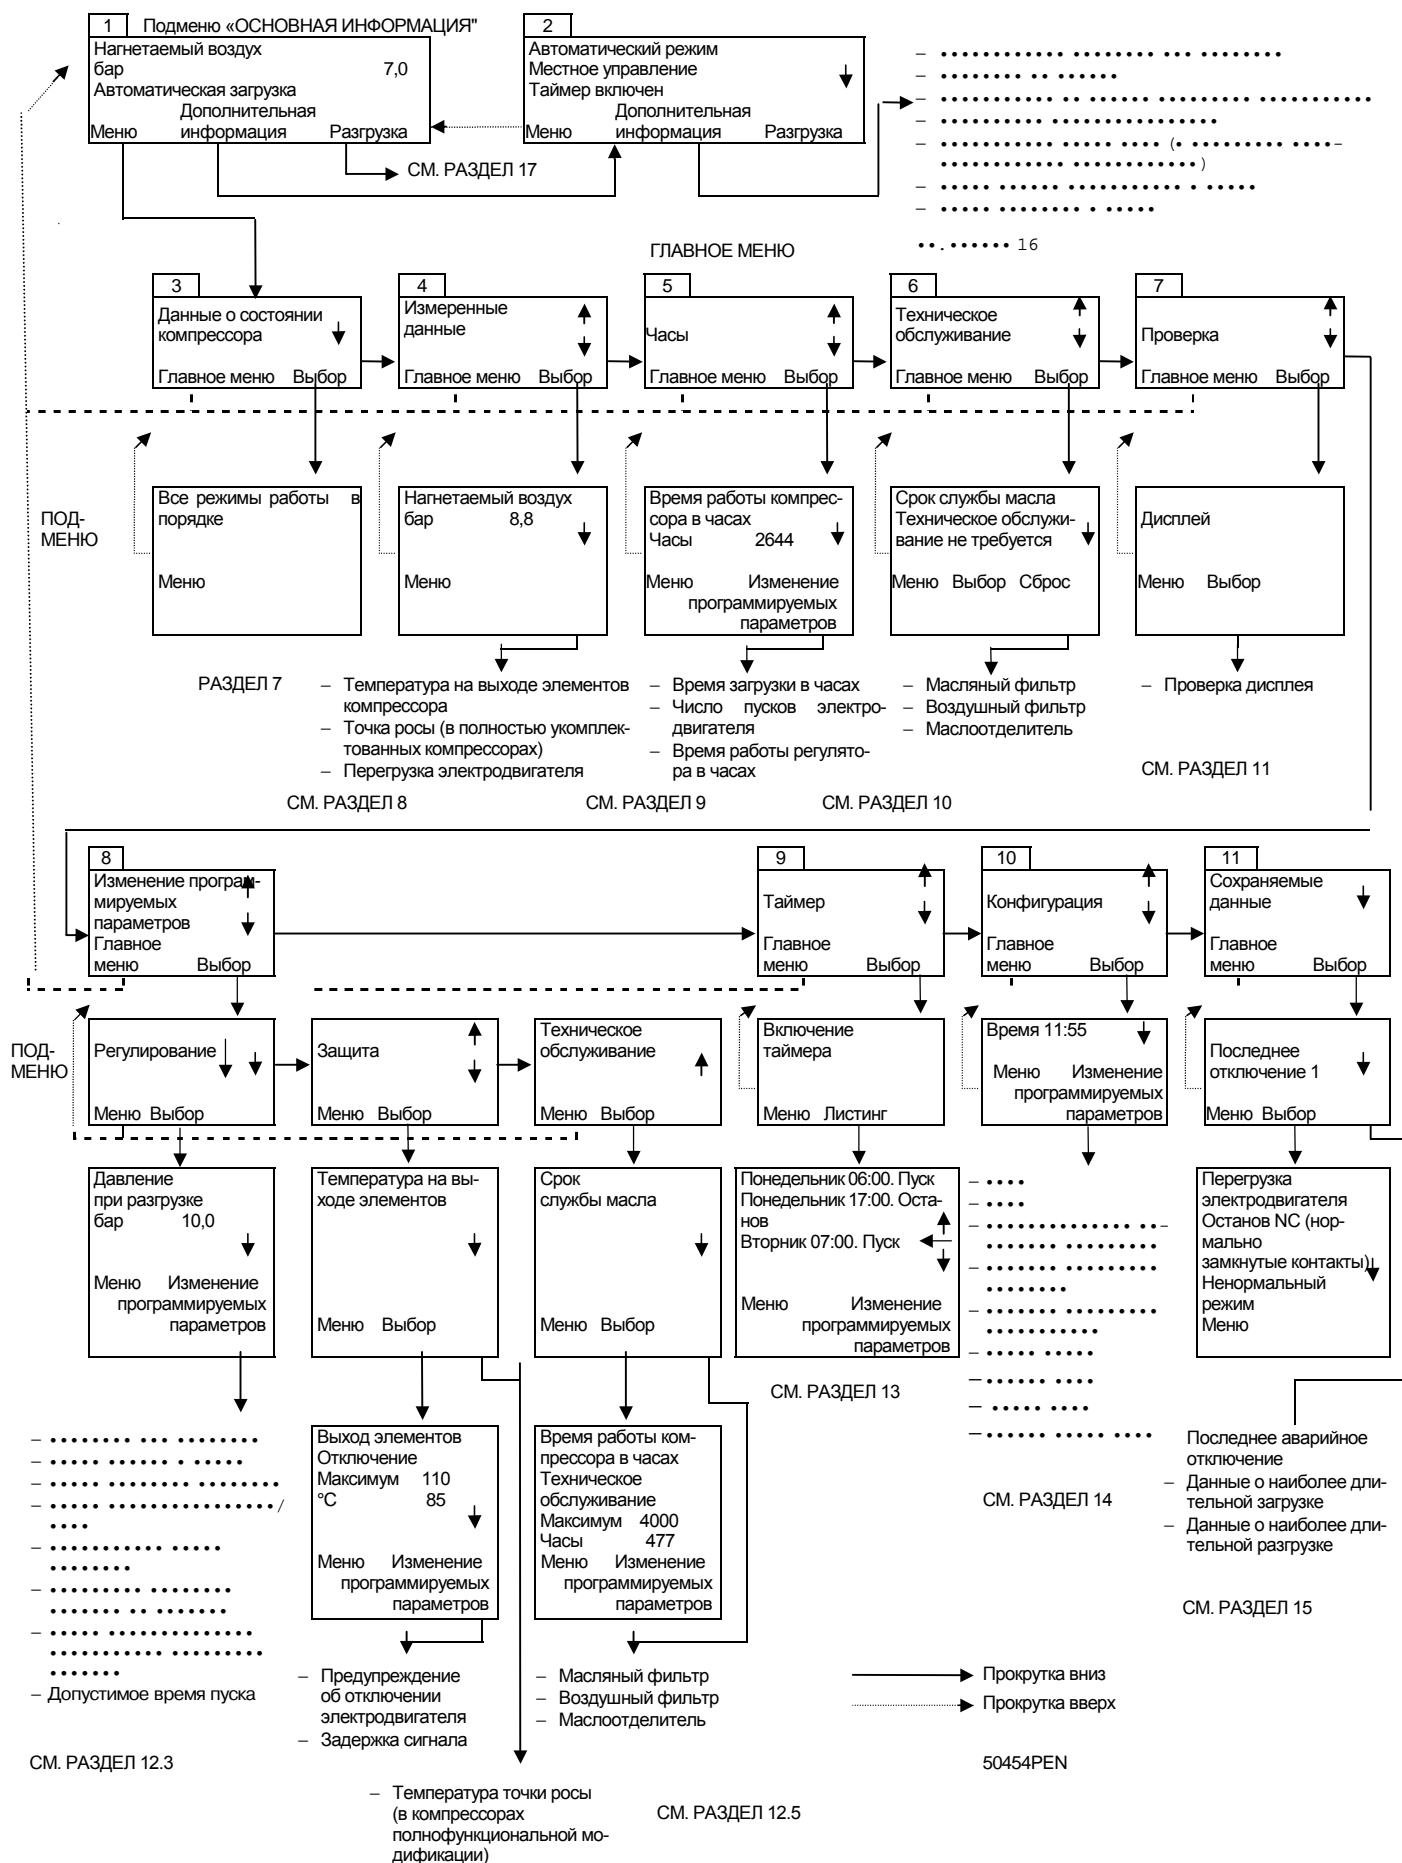 1
Подменю «ОСНОВНАЯ ИНФОРМАЦИЯ"
Нагнетаемый воздух
бар 7,0
Автоматическая загрузка
Дополнительная
Меню информация Разгрузка
2
Автоматический режим
Местное управление
Таймер включен
Дополнительная
Меню информация Разгрузка
СМ. РАЗДЕЛ 17
16
ГЛАВНОЕ МЕНЮ
3
Данные о состоянии
компрессора
Главное меню Выбор
4
Измеренные
данные
Главное меню Выбор
5
Часы
Главное меню Выбор
6
Техническое
обслуживание
Главное меню Выбор
7
Проверка
Главное меню Выбор
ПОД-
МЕНЮ
Все режимы работы в
порядке
Меню
Нагнетаемый воздух
бар 8,8
Меню
Время работы компрес-
сора в часах
Часы 2644
Меню Изменение
программируемых
параметров
Срок службы масла
Техническое обслужи-
вание не требуется
Меню Выбор Сброс
Дисплей
Меню Выбор
РАЗДЕЛ 7
– Температура на выходе элементов
компрессора
– Точка росы (в полностью укомплек-
тованных компрессорах)
– Перегрузка электродвигателя
СМ. РАЗДЕЛ 8
– Время загрузки в часах
– Число пусков электро-
двигателя
– Время работы регулято-
ра в часах
СМ. РАЗДЕЛ 9
– Масляный фильтр
– Воздушный фильтр
– Маслоотделитель
СМ. РАЗДЕЛ 10
– Проверка дисплея
СМ. РАЗДЕЛ 11
8
Изменение програм-
мируемых
параметров
Главное
меню Выбор
9
Таймер
Главное
меню Выбор
10
Конфигурация
Главное
меню Выбор
11
Сохраняемые
данные
Главное
меню Выбор
ПОД-
МЕНЮ
Регулирование
Меню Выбор
Защита
Меню Выбор
Техническое
обслуживание
Меню Выбор
Включение
таймера
Меню Листинг
Время 11:55
Меню Изменение
программируемых
параметров
Последнее
отключение 1
Меню Выбор
Давление
при разгрузке
бар 10,0
Меню Изменение
программируемых
параметров
Температура на вы-
ходе элементов
Меню Выбор
Срок
службы масла
Меню Выбор
Понедельник 06:00. Пуск
Понедельник 17:00. Оста-
нов
Вторник 07:00. Пуск
Меню Изменение
программируемых
параметров
СМ. РАЗДЕЛ 13
Перегрузка
электродвигателя
Останов NC (нор-
мально
замкнутые контакты)
Ненормальный
режим
Меню
Выход элементов
Отключение
Максимум 110
°C 85
Меню Изменение
программируемых
параметров
Время работы ком-
прессора в часах
Техническое
обслуживание
Максимум 4000
Часы 477
Меню Изменение
программируемых
параметров
СМ. РАЗДЕЛ 14
Последнее аварийное
отключение
– Данные о наиболее дли-
тельной загрузке
– Данные о наиболее дли-
тельной разгрузке
СМ. РАЗДЕЛ 15
– Допустимое время пуска
СМ. РАЗДЕЛ 12.3
– Предупреждение
об отключении
электродвигателя
– Задержка сигнала
– Масляный фильтр
– Воздушный фильтр
– Маслоотделитель
Прокрутка вниз
Прокрутка вверх
50454PEN
– Температура точки росы
(в компрессорах
полнофункциональной мо-
дификации)
СМ. РАЗДЕЛ 12.5